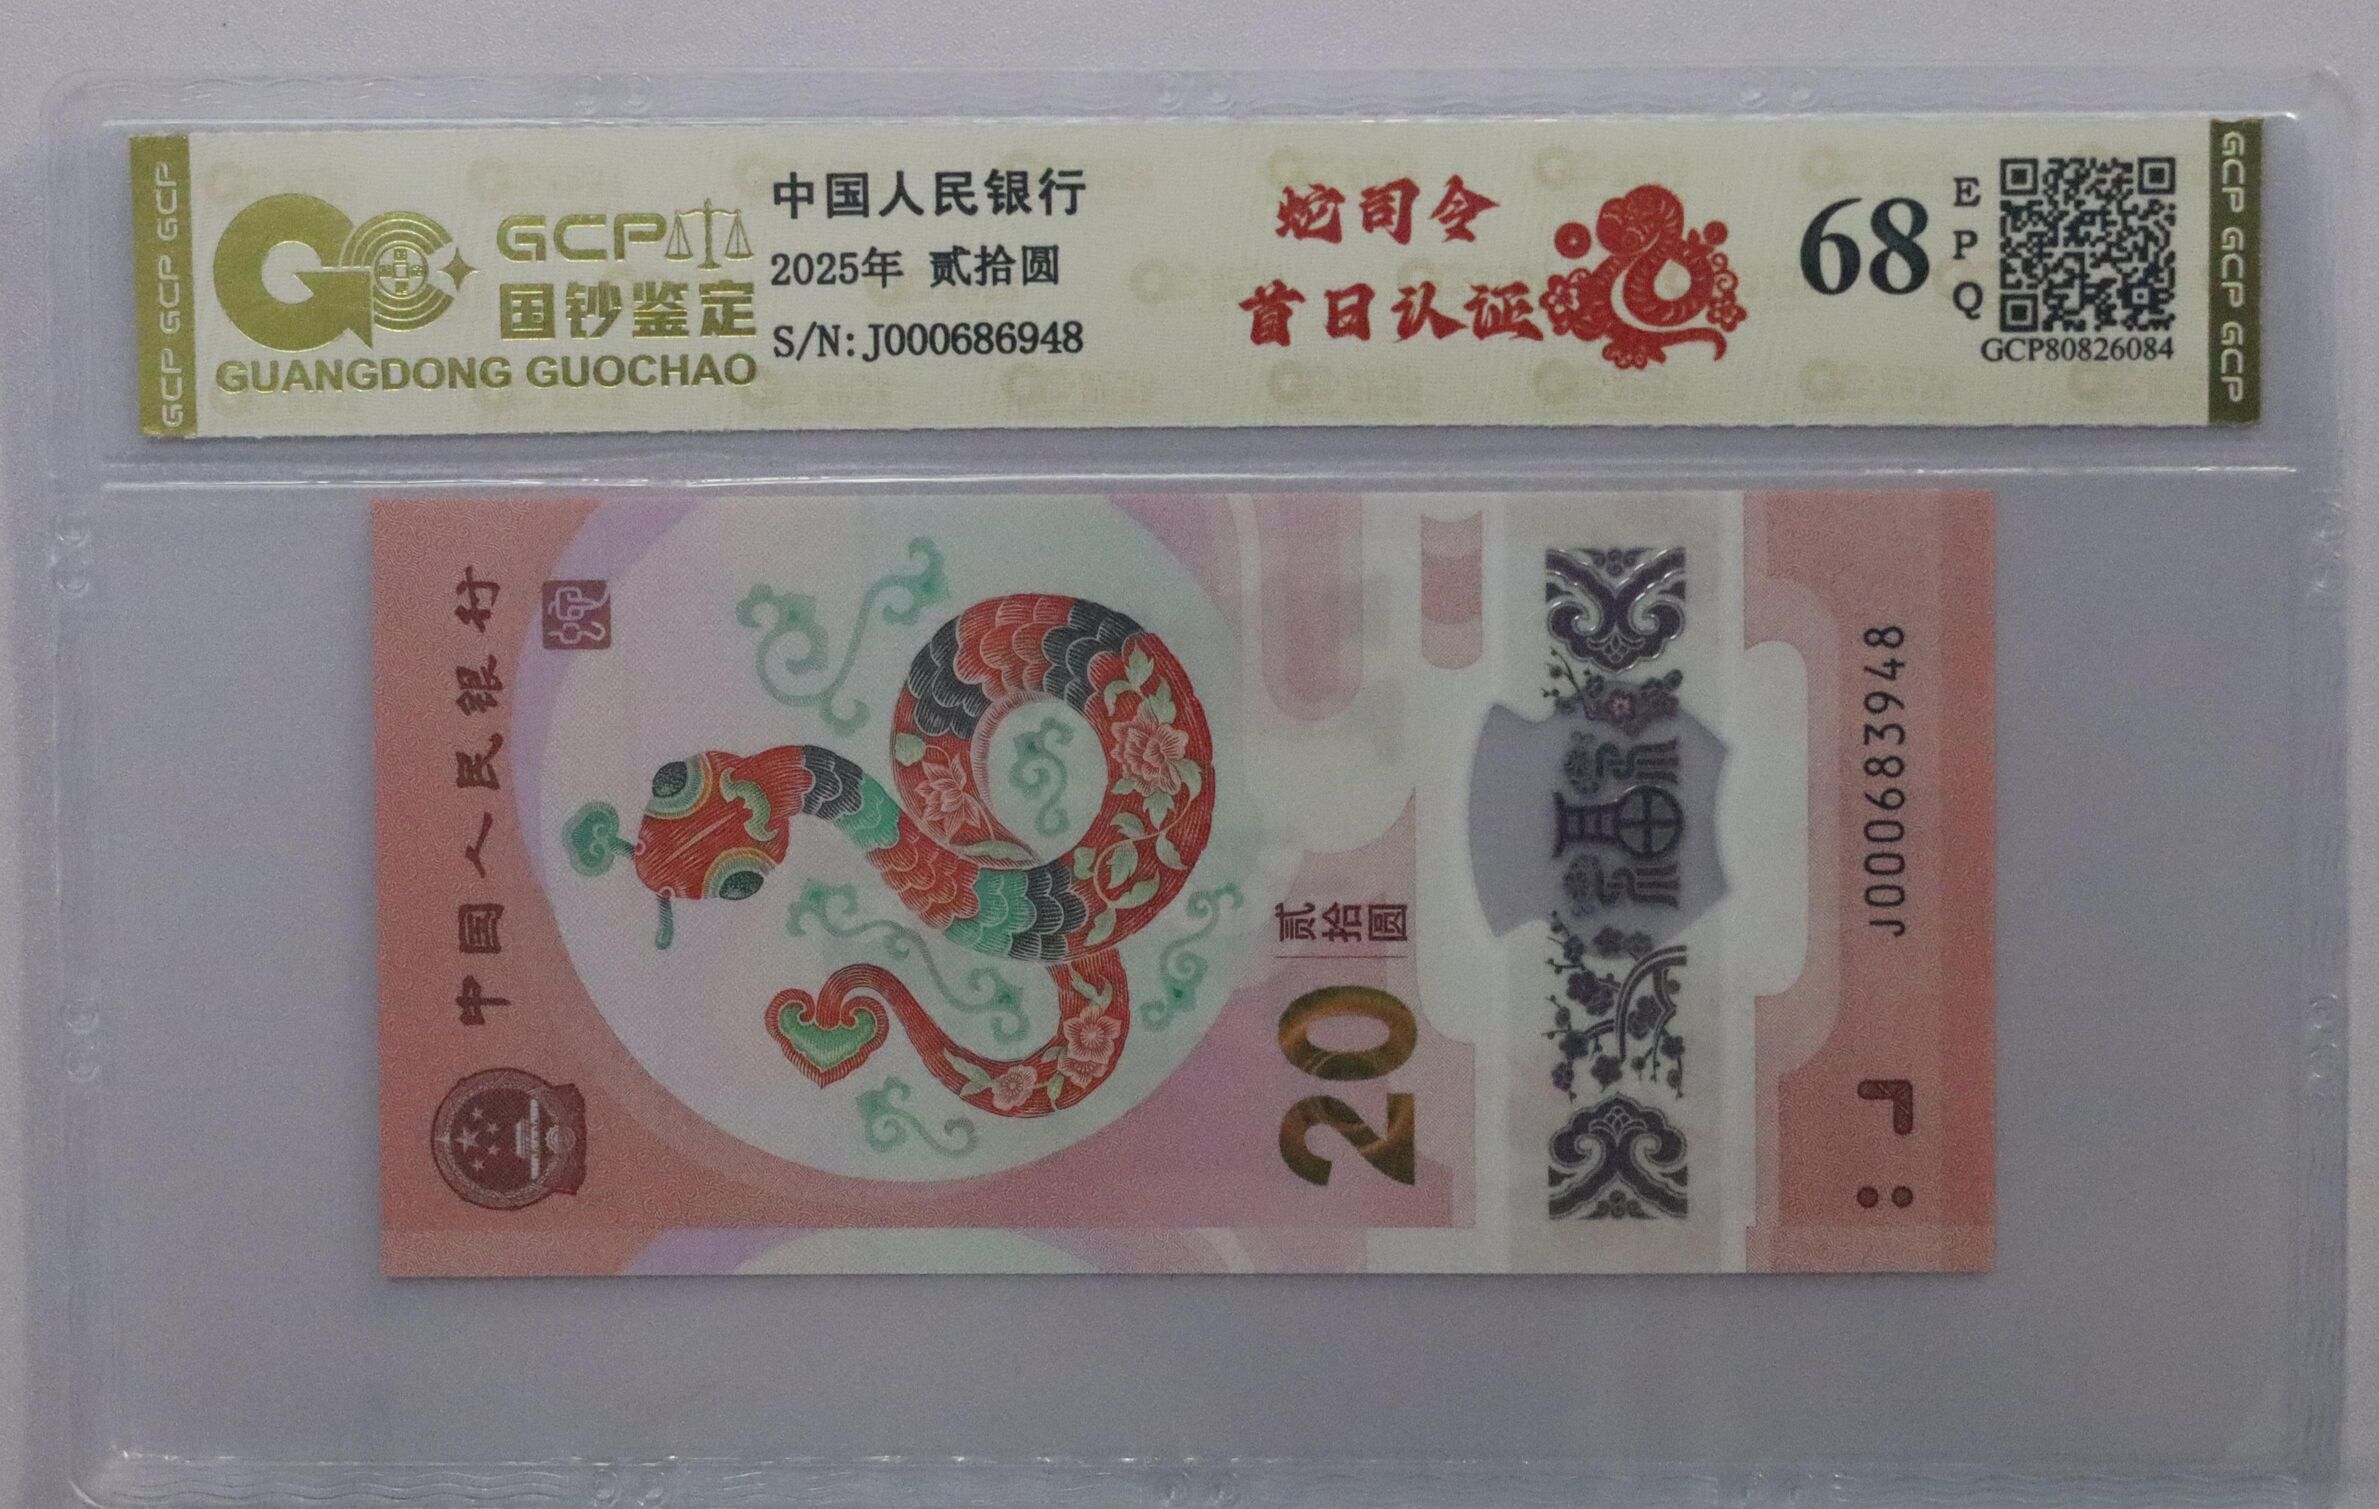 GCP GCP GCP
GCP
国钞鉴定
GUANGDONG GUOCHAO
中国人民银行
2025年 贰拾圆
S/N: J000686948
蛇司令
首日认证
68
E
P
Q
GCP80826084
GCP GCP GCP
中国人民银行
贰拾圆
20
福
J000683948